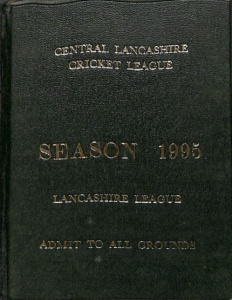 CENTRAL LANCASHIRE
CRICKET LEAGUE
SEASON 1995
LANCASHIRE LEAGUE
ADMIT TO ALL GROUNDS